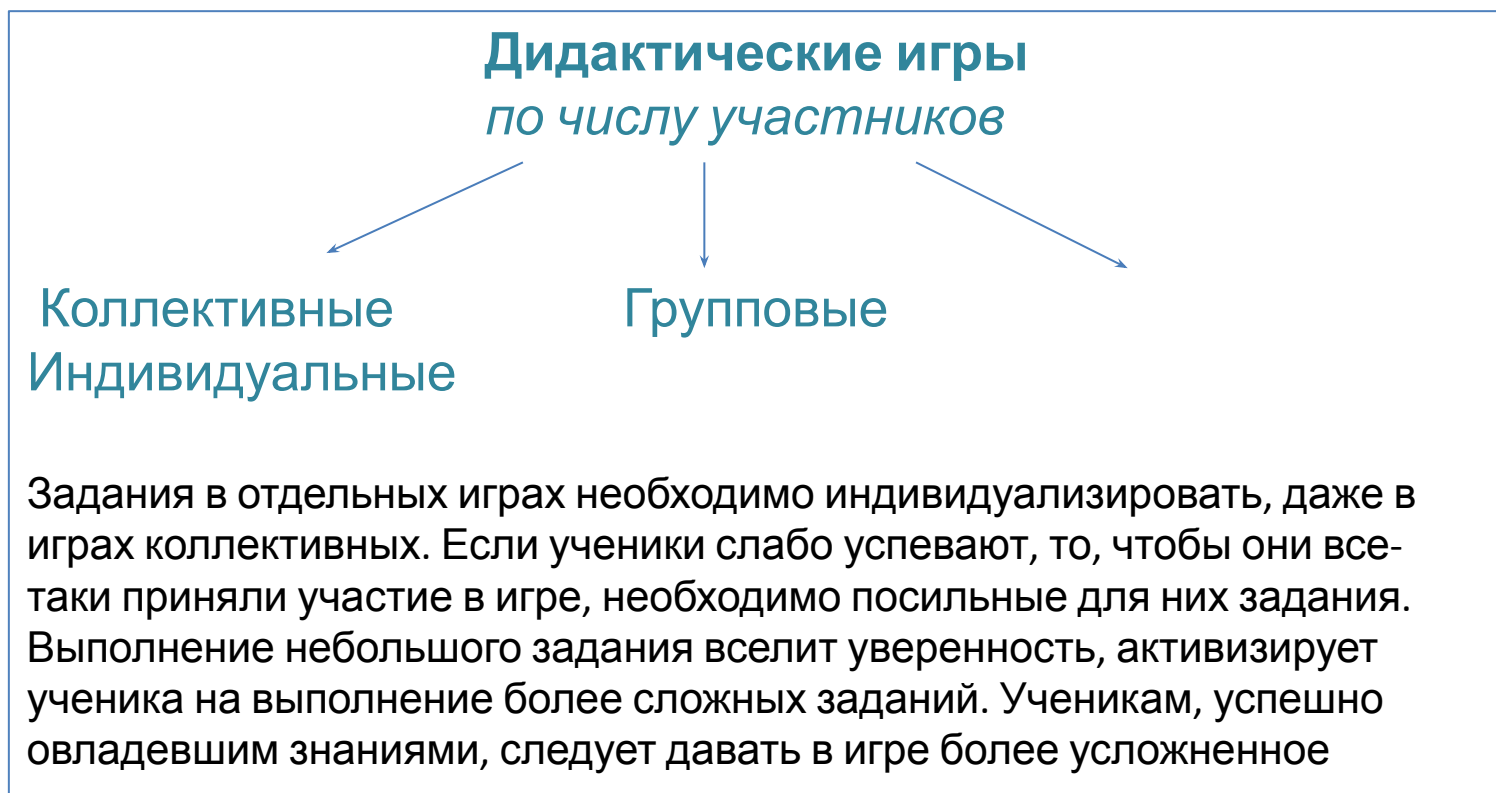 Дидактические игры
по числу участников
Коллективные Групповые
Индивидуальные
Задания в отдельных играх необходимо индивидуализировать, даже в
играх коллективных. Если ученики слабо успевают, то, чтобы они все-
таки приняли участие в игре, необходимо посильные для них задания.
Выполнение небольшого задания вселит уверенность, активизирует
ученика на выполнение более сложных заданий. Ученикам, успешно
овладевшим знаниями, следует давать в игре более усложненное